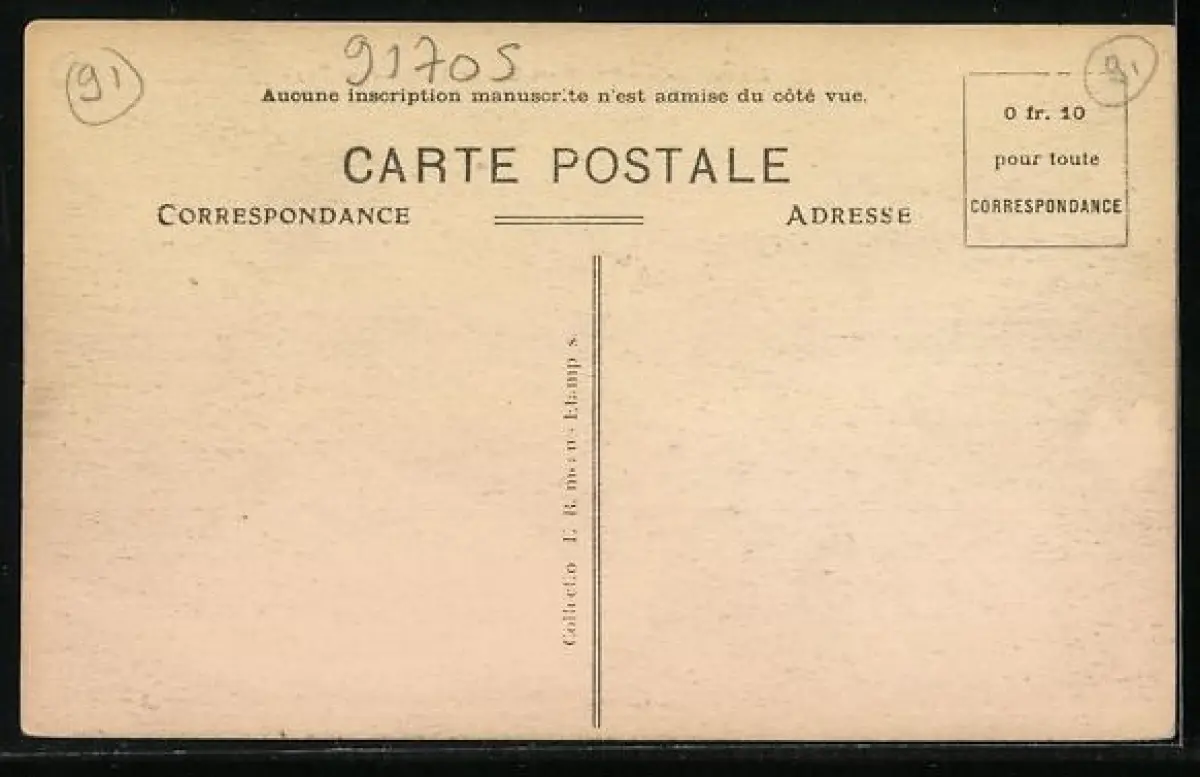 91
91705
91
Aucune inscription manuscrite n'est admise du côté vue.
0 fr. 10
pour toute
CORRESPONDANCE
CARTE POSTALE
CORRESPONDANCE
ADRESSE